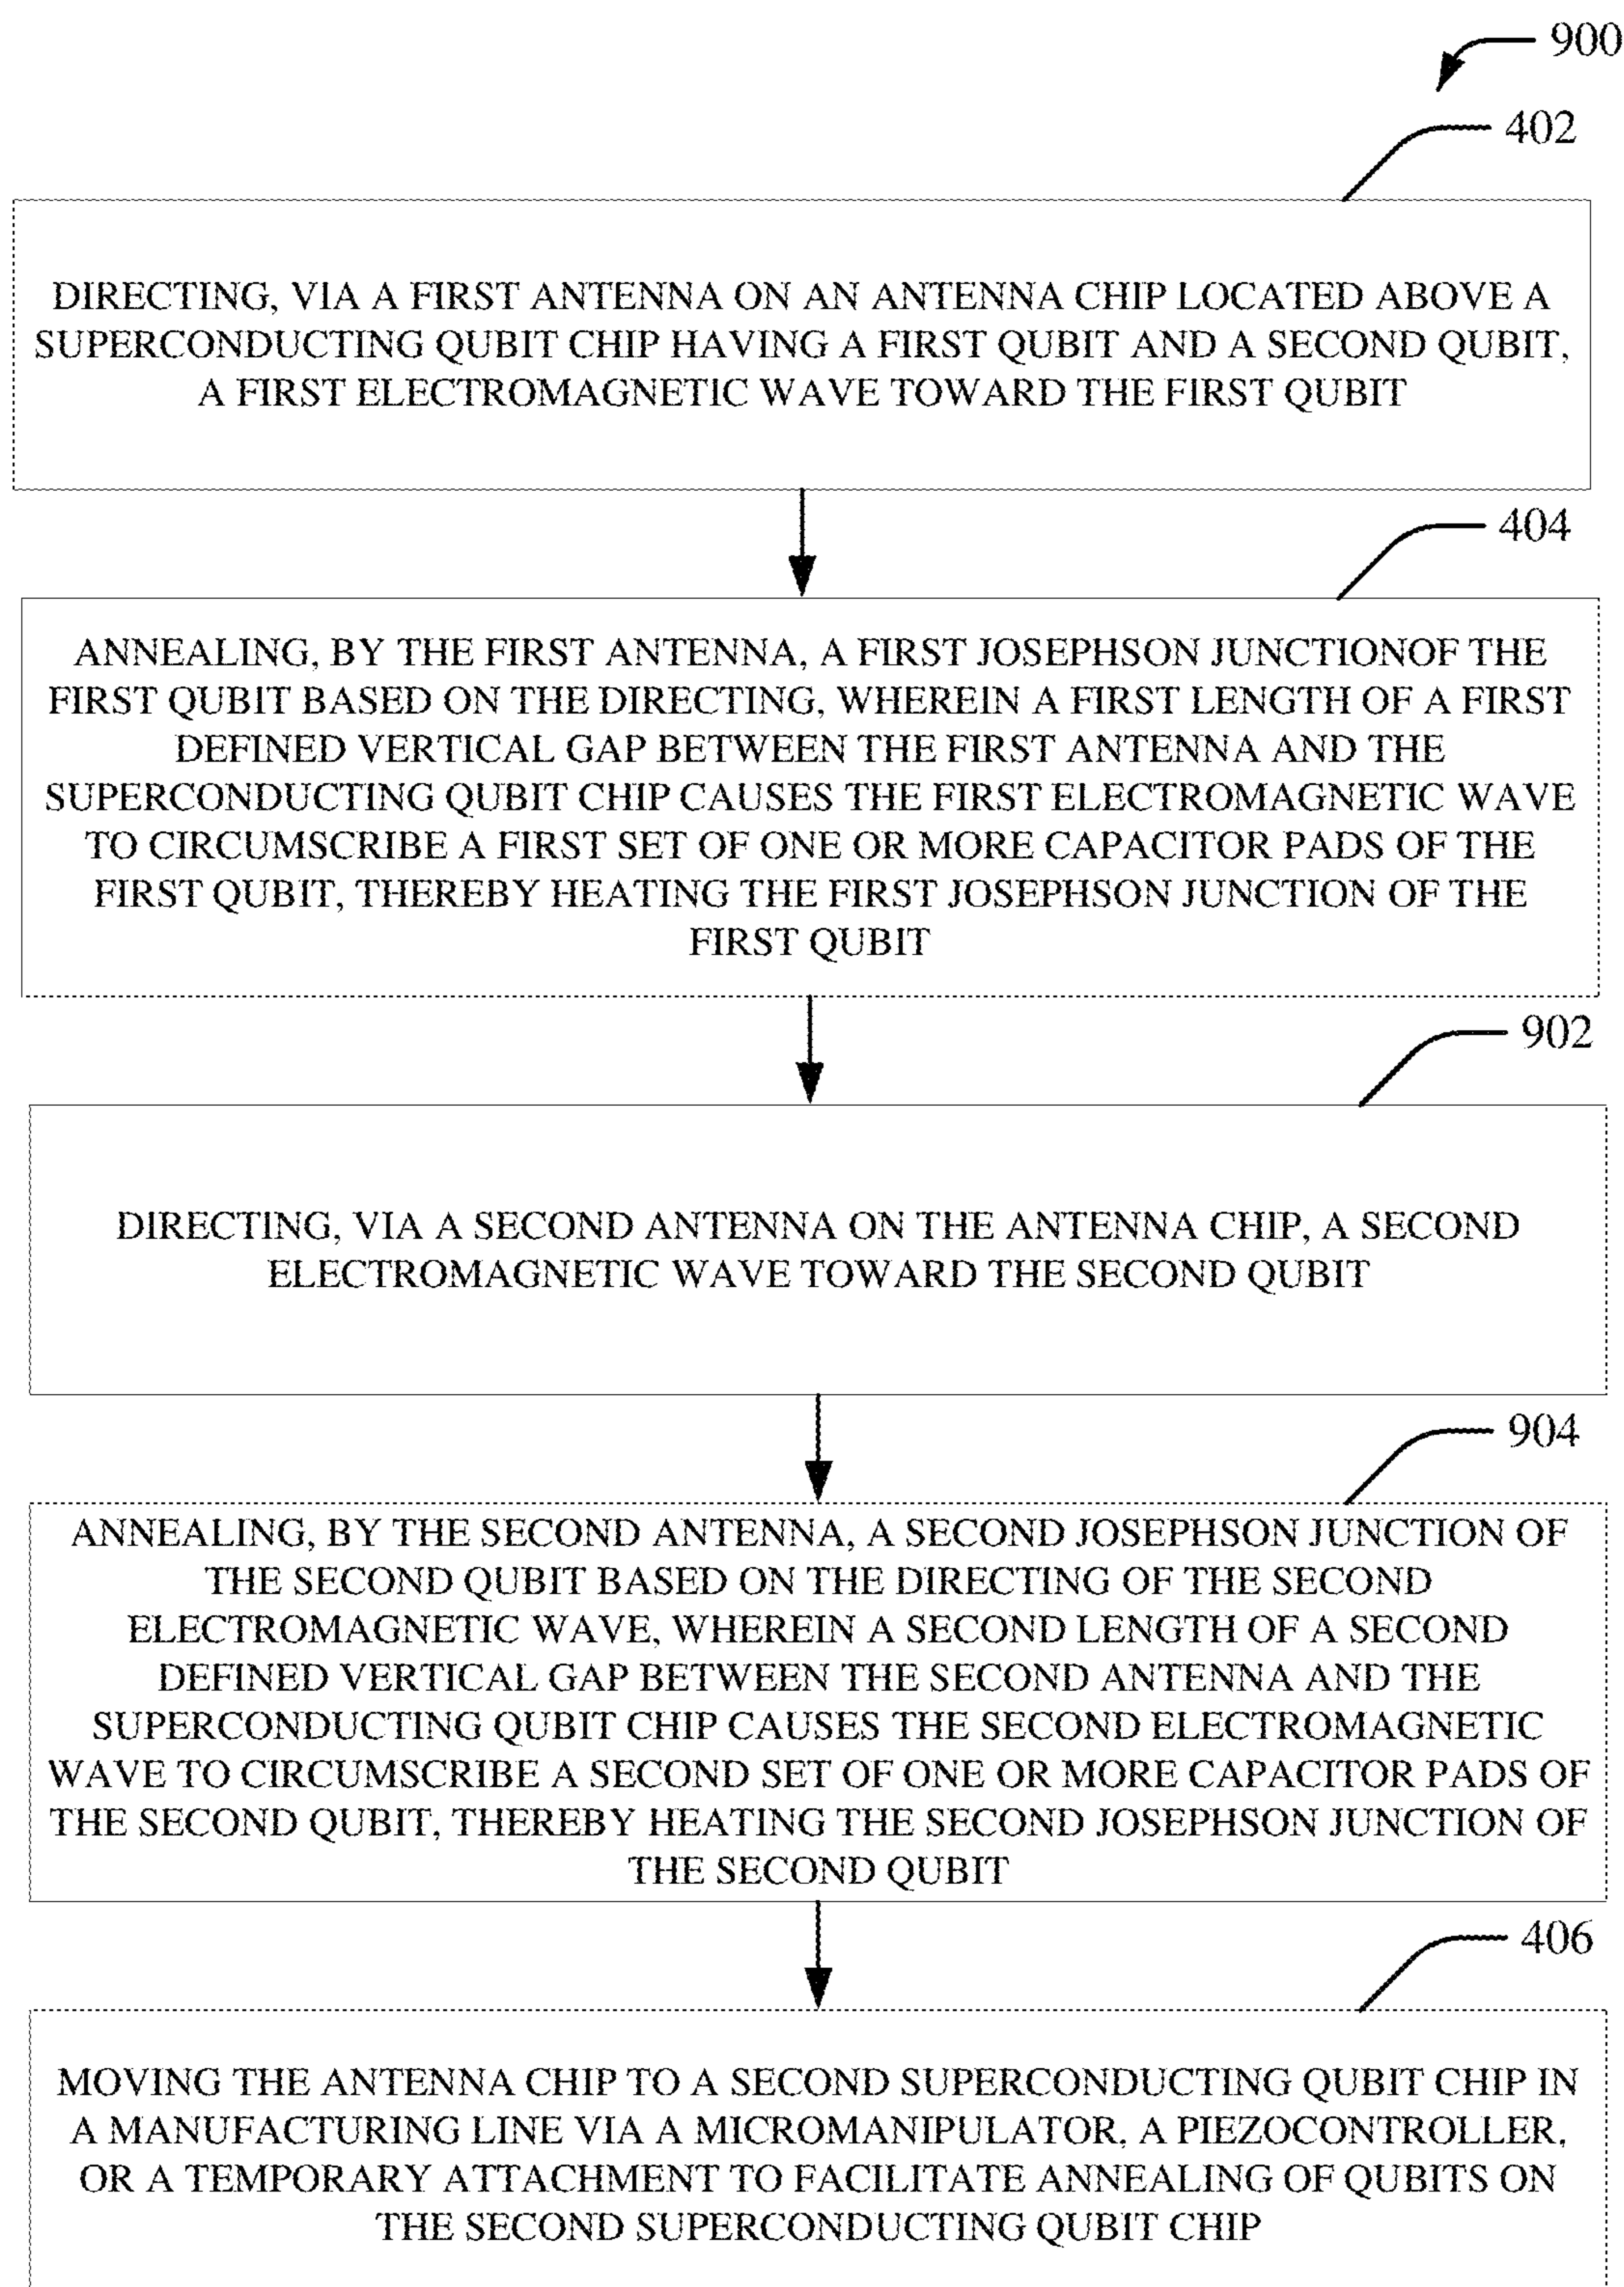 900
402
DIRECTING, VIA A FIRST ANTENNA ON AN ANTENNA CHIP LOCATED ABOVE A
SUPERCONDUCTING QUBIT CHIP HAVING A FIRST QUBIT AND A SECOND QUBIT,
A FIRST ELECTROMAGNETIC WAVE TOWARD THE FIRST QUBIT
404
ANNEALING, BY THE FIRST ANTENNA, A FIRST JOSEPHSON JUNCTIONOF THE
FIRST QUBIT BASED ON THE DIRECTING, WHEREIN A FIRST LENGTH OF A FIRST
DEFINED VERTICAL GAP BETWEEN THE FIRST ANTENNA AND THE
SUPERCONDUCTING QUBIT CHIP CAUSES THE FIRST ELECTROMAGNETIC WAVE
TO CIRCUMSCRIBE A FIRST SET OF ONE OR MORE CAPACITOR PADS OF THE
FIRST QUBIT, THEREBY HEATING THE FIRST JOSEPHSON JUNCTION OF THE
FIRST QUBIT
902
DIRECTING, VIA A SECOND ANTENNA ON THE ANTENNA CHIP, A SECOND
ELECTROMAGNETIC WAVE TOWARD THE SECOND QUBIT
904
ANNEALING, BY THE SECOND ANTENNA, A SECOND JOSEPHSON JUNCTION OF
THE SECOND QUBIT BASED ON THE DIRECTING OF THE SECOND
ELECTROMAGNETIC WAVE, WHEREIN A SECOND LENGTH OF A SECOND
DEFINED VERTICAL GAP BETWEEN THE SECOND ANTENNA AND THE
SUPERCONDUCTING QUBIT CHIP CAUSES THE SECOND ELECTROMAGNETIC
WAVE TO CIRCUMSCRIBE A SECOND SET OF ONE OR MORE CAPACITOR PADS OF
THE SECOND QUBIT, THEREBY HEATING THE SECOND JOSEPHSON JUNCTION OF
THE SECOND QUBIT
406
MOVING THE ANTENNA CHIP TO A SECOND SUPERCONDUCTING QUBIT CHIP IN
A MANUFACTURING LINE VIA A MICROMANIPULATOR, A PIEZOCONTROLLER,
OR A TEMPORARY ATTACHMENT TO FACILITATE ANNEALING OF QUBITS ON
THE SECOND SUPERCONDUCTING QUBIT CHIP